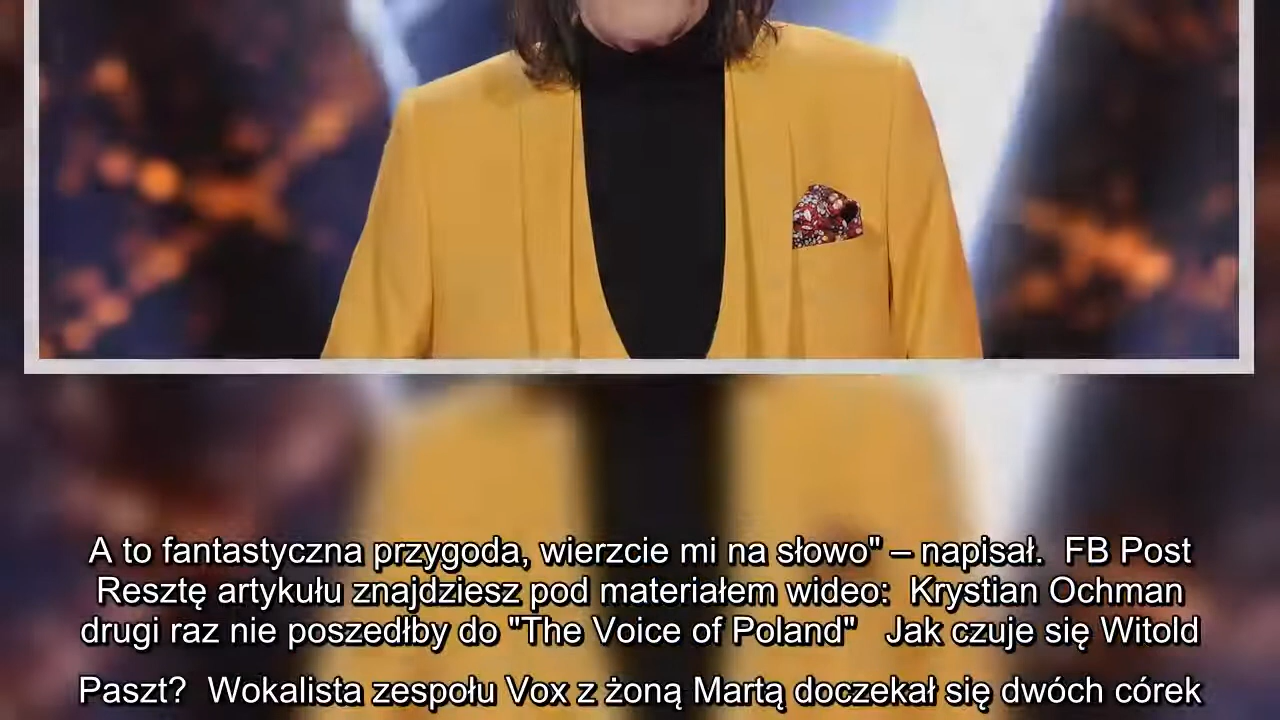 A to fantastyczna przygoda, wierzcie mi na słowo" – napisał.  FB Post
Resztę artykułu znajdziesz pod materiałem wideo:  Krystian Ochman
drugi raz nie poszedłby do "The Voice of Poland"   Jak czuje się Witold
Paszt?  Wokalista zespołu Vox z żoną Martą doczekał się dwóch córek